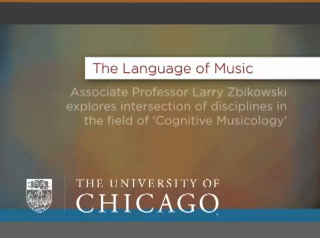 The Language of Music
Associate Professor Larry Zbikowski
explores intersection of disciplines in
the field of 'Cognitive Musicology'
THE UNIVERSITY OF
CHICAGO